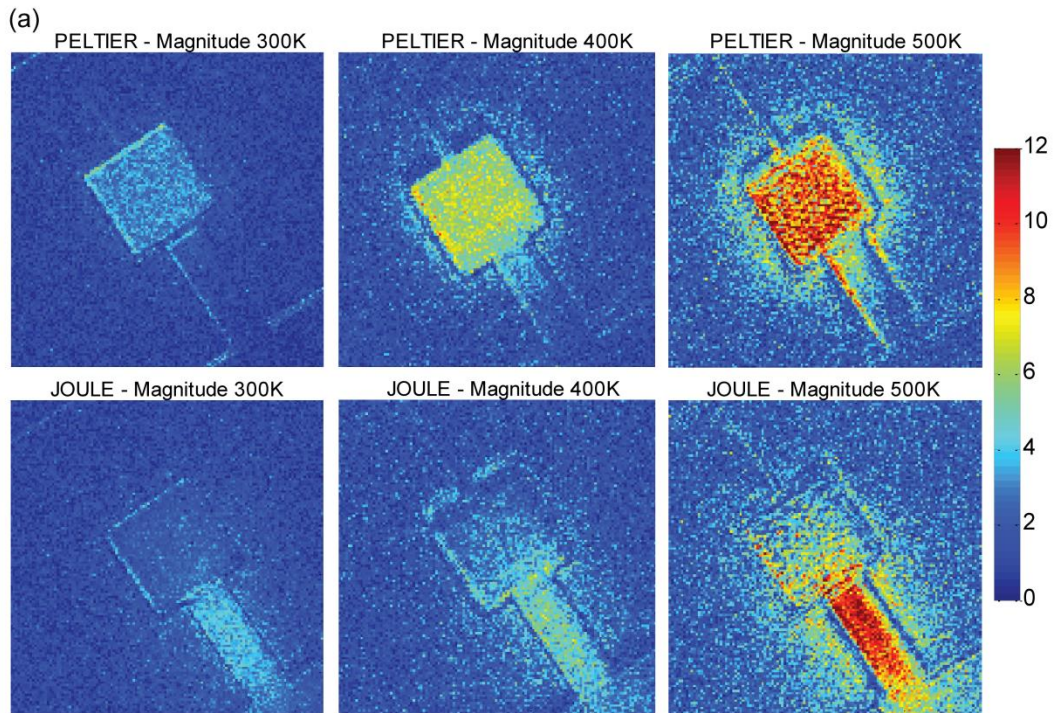 (a)
PELTIER - Magnitude 300K
PELTIER - Magnitude 400K
PELTIER - Magnitude 500K
12
10
8
6
4
2
0
JOULE - Magnitude 300K
JOULE - Magnitude 400K
JOULE - Magnitude 500K